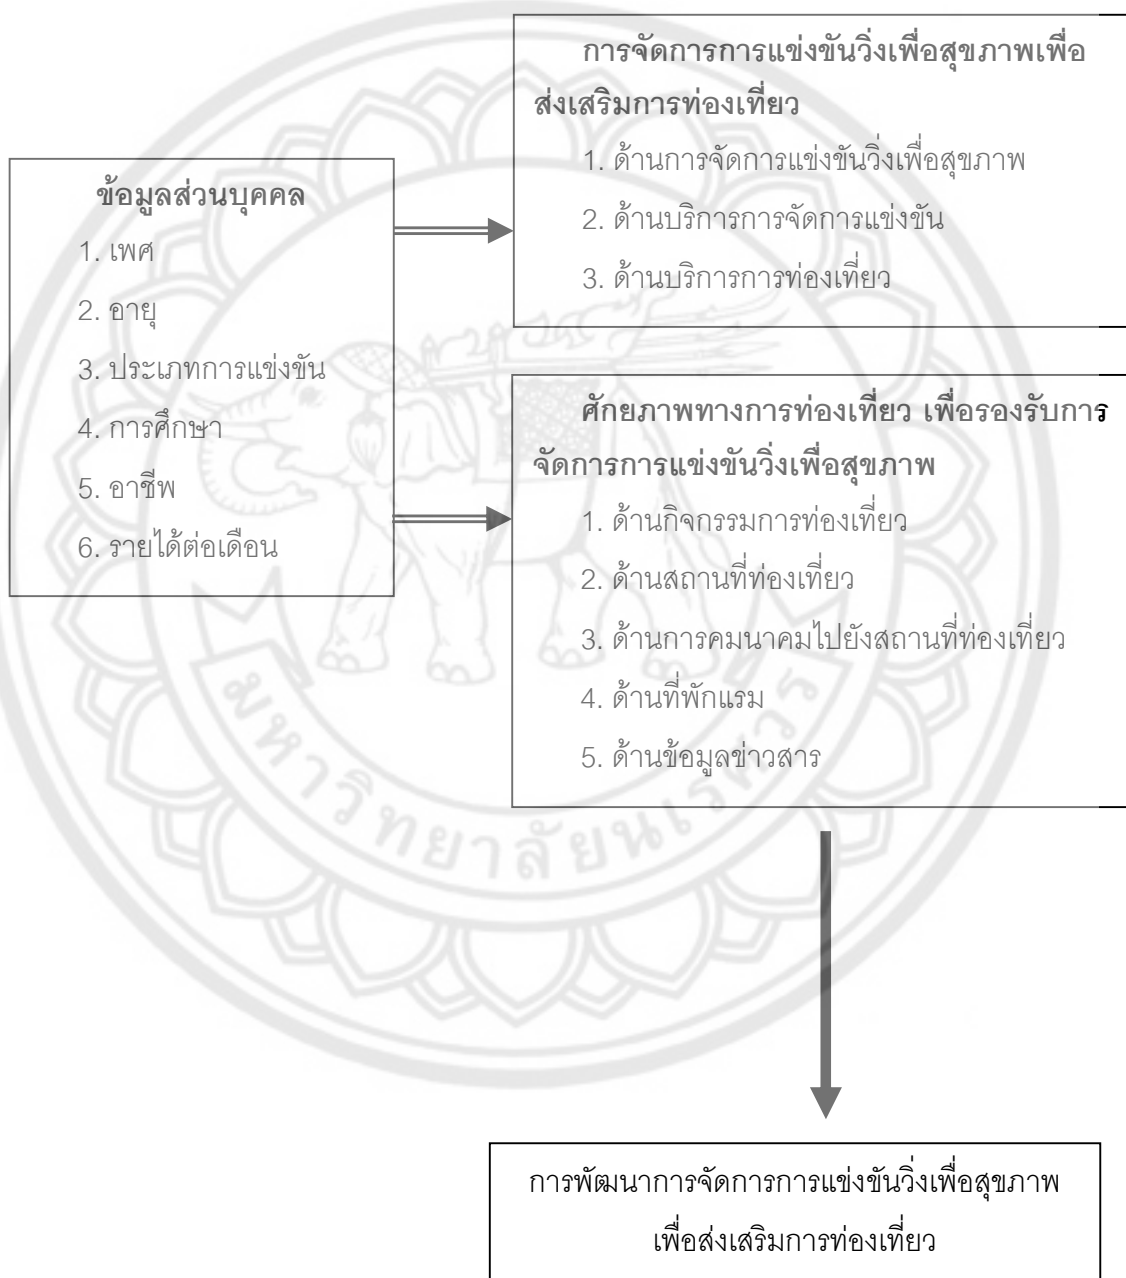 ข้อมูลส่วนบุคคล
1. เพศ
2. อายุ
3. ประเภทการแข่งขัน
4. การศึกษา
5. อาชีพ
6. รายได้ต่อเดือน
การจัดการการแข่งขันวิ่งเพื่อสุขภาพเพื่อ
ส่งเสริมการท่องเที่ยว
1. ด้านการจัดการแข่งขันวิ่งเพื่อสุขภาพ
2. ด้านบริการการจัดการแข่งขัน
3. ด้านบริการการท่องเที่ยว
ศักยภาพทางการท่องเที่ยว เพื่อรองรับการ
จัดการการแข่งขันวิ่งเพื่อสุขภาพ
1. ด้านกิจกรรมการท่องเที่ยว
2. ด้านสถานที่ท่องเที่ยว
3. ด้านการคมนาคมไปยังสถานที่ท่องเที่ยว
4. ด้านที่พักแรม
5. ด้านข้อมูลข่าวสาร
มหาวิทยาลัยนเรศวร
การพัฒนาการจัดการการแข่งขันวิ่งเพื่อสุขภาพ
เพื่อส่งเสริมการท่องเที่ยว